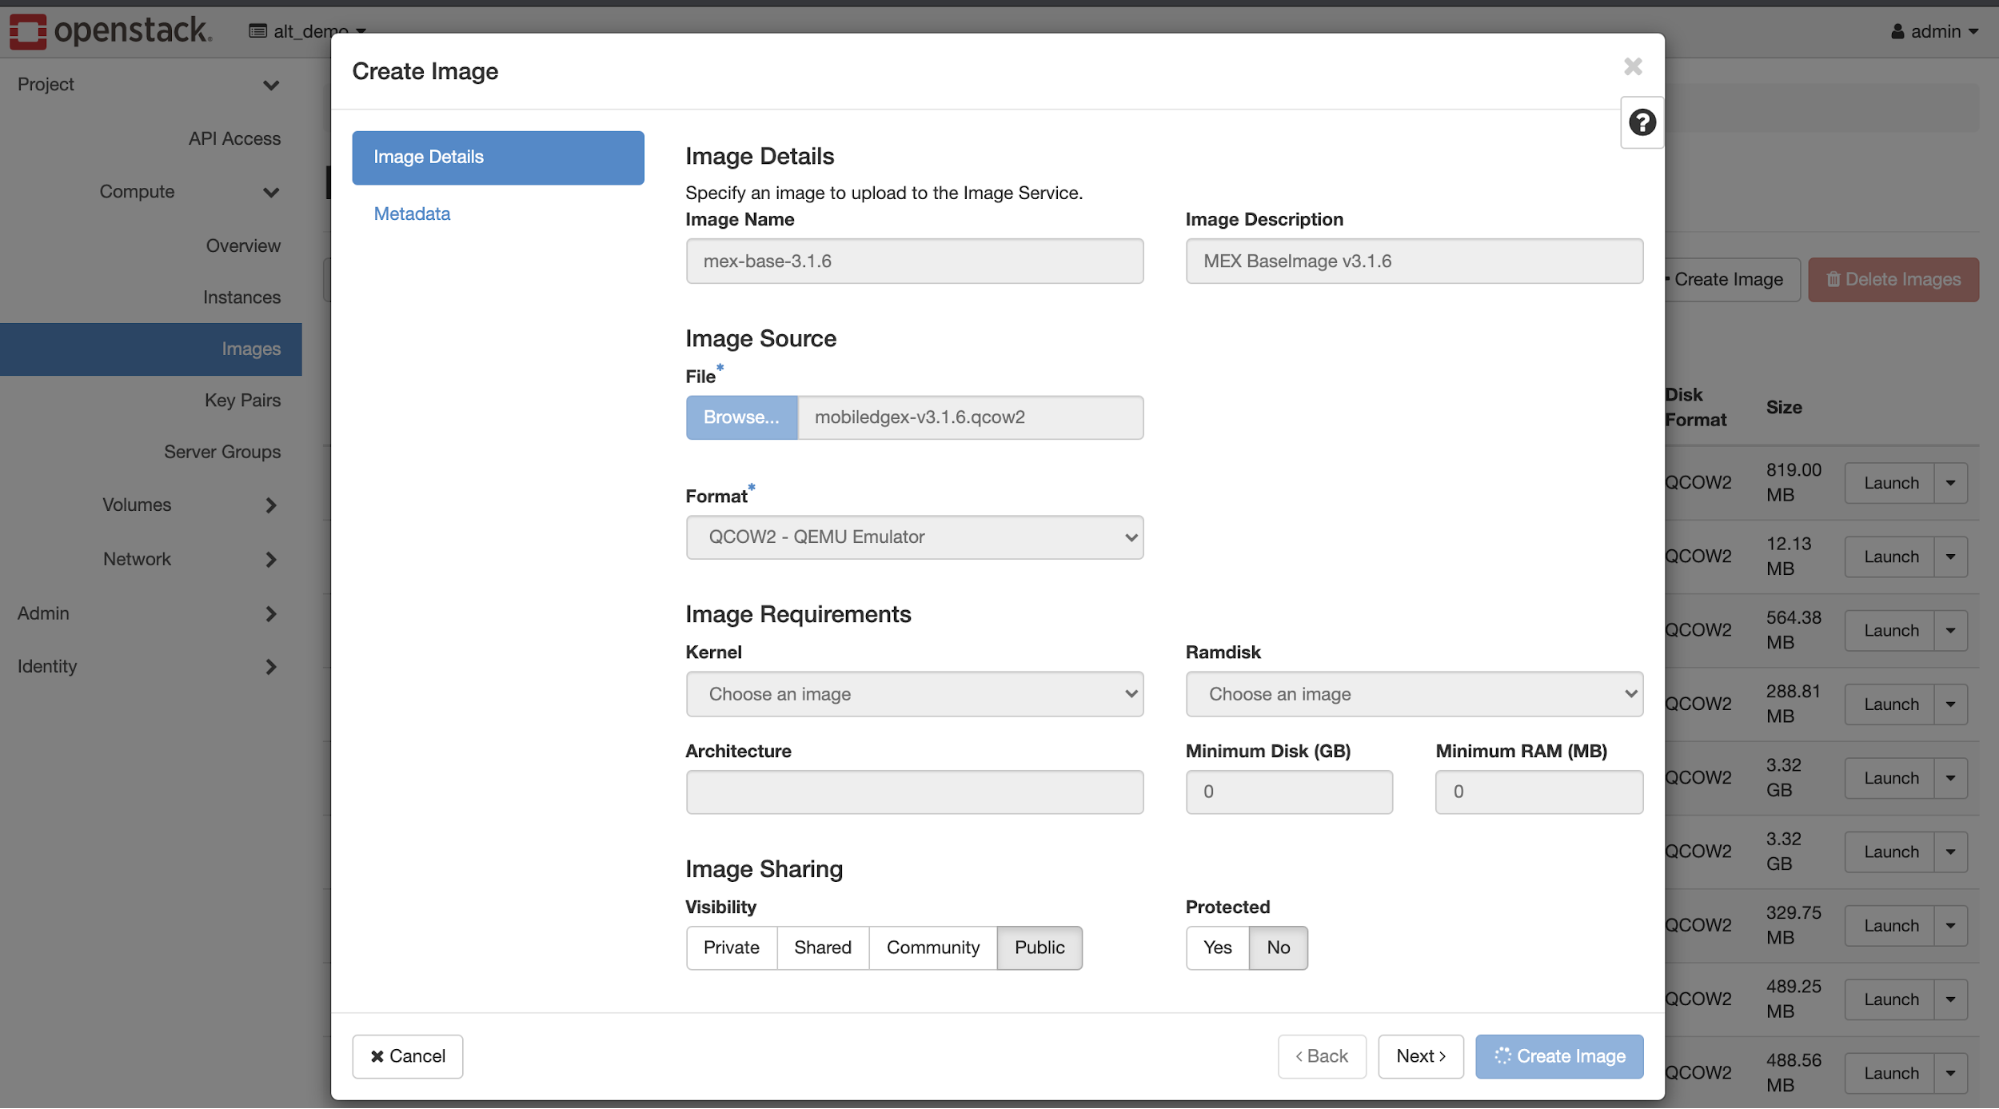 openstack.
alt_demo
admin
Project
API Access
Compute
Overview
Instances
Images
Key Pairs
Server Groups
Volumes
Network
Admin
Identity
Create Image
Image Details
Metadata
Image Details
Specify an image to upload to the Image Service.
Image Name
Image Description
mex-base-3.1.6
MEX BaseImage v3.1.6
Image Source
File*
Browse... mobiledgex-v3.1.6.qcow2
Format*
QCOW2 - QEMU Emulator
Image Requirements
Kernel
Ramdisk
Choose an image
Choose an image
Architecture
Minimum Disk (GB)
Minimum RAM (MB)
0
0
Image Sharing
Visibility
Protected
Private Shared Community Public
Yes No
Cancel
< Back
Next >
Create Image
Create Image
Delete Images
Disk
Format
Size
QCOW2
819.00
MB
Launch
QCOW2
12.13
MB
Launch
QCOW2
564.38
MB
Launch
QCOW2
288.81
MB
Launch
QCOW2
3.32
GB
Launch
QCOW2
3.32
GB
Launch
QCOW2
329.75
MB
Launch
QCOW2
489.25
MB
Launch
QCOW2
488.56
MB
Launch